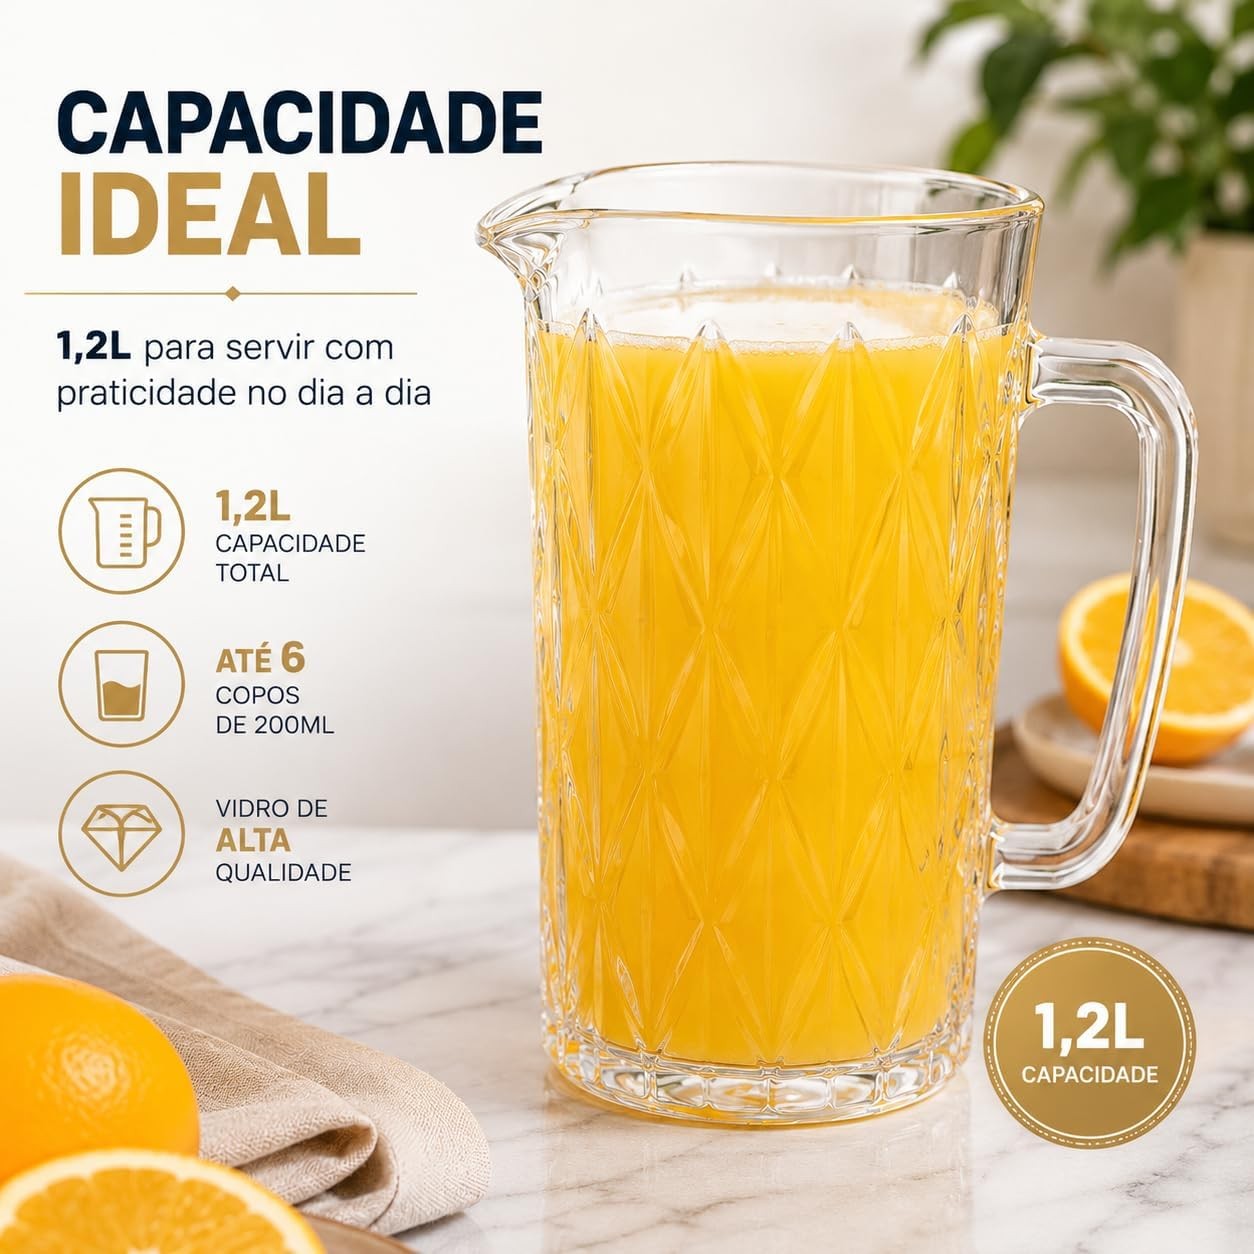 CAPACIDADE
IDEAL
1,2L para servir com
praticidade no dia a dia
1,2L
CAPACIDADE
TOTAL
ATÉ 6
COPOS
DE 200ML
VIDRO DE
ALTA
QUALIDADE
1,2L
CAPACIDADE